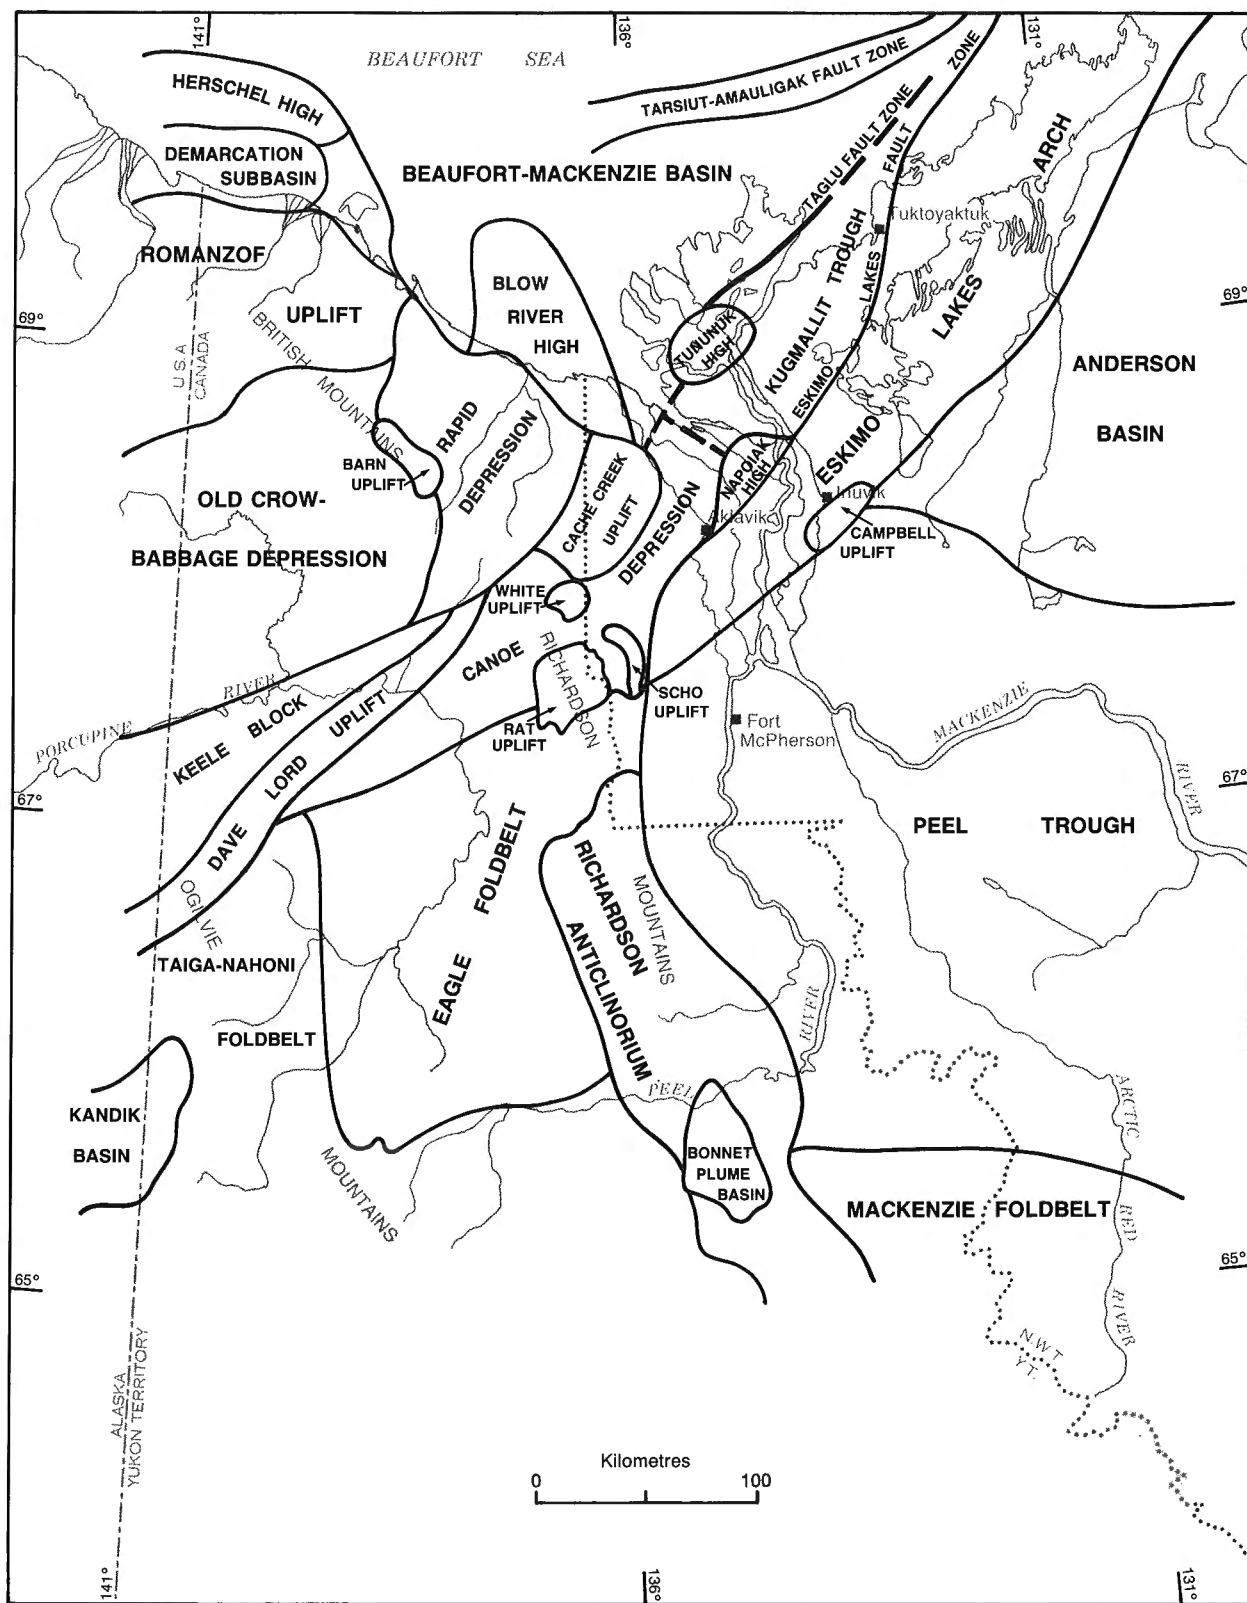 141°
136°
131°
BEAUFORT SEA
HERSCHEL HIGH
TARSIUT-AMAULIGAK FAULT ZONE
DEMARCATION
SUBBASIN
BEAUFORT-MACKENZIE BASIN
TAGLU FAULT ZONE
ESKIMO LAKES FAULT ZONE
Tuktoyaktuk
ROMANZOF
UPLIFT
BLOW
RIVER
HIGH
TUNUNUK
HIGH
KUGMALLIT TROUGH
ESKIMO LAKES ARCH
69°
69°
U.S.A
CANADA
BRITISH MOUNTAINS
ANDERSON
BASIN
RAPID
DEPRESSION
BARN
UPLIFT
OLD CROW-
BABBAGE DEPRESSION
CACHE CREEK
UPLIFT
NAPOIAK
HIGH
Aklavik
Inuvik
CAMPBELL
UPLIFT
WHITE
UPLIFT
CANOE DEPRESSION
RICHARDSON
RAT
UPLIFT
SCHO
UPLIFT
Fort
McPherson
PORCUPINE RIVER
KEELE BLOCK
DAVE LORD UPLIFT
MACKENZIE RIVER
67°
67°
PEEL TROUGH
EAGLE FOLDBELT
RICHARDSON
ANTICLINORIUM
MOUNTAINS
OGILVIE
TAIGA-NAHONI
FOLDBELT
KANDIK
BASIN
PEEL RIVER
BONNET
PLUME
BASIN
MOUNTAINS
MACKENZIE FOLDBELT
ARCTIC RED RIVER
65°
65°
N.W.T
Y.T.
ALASKA
YUKON TERRITORY
Kilometres
0 100
141°
136°
131°